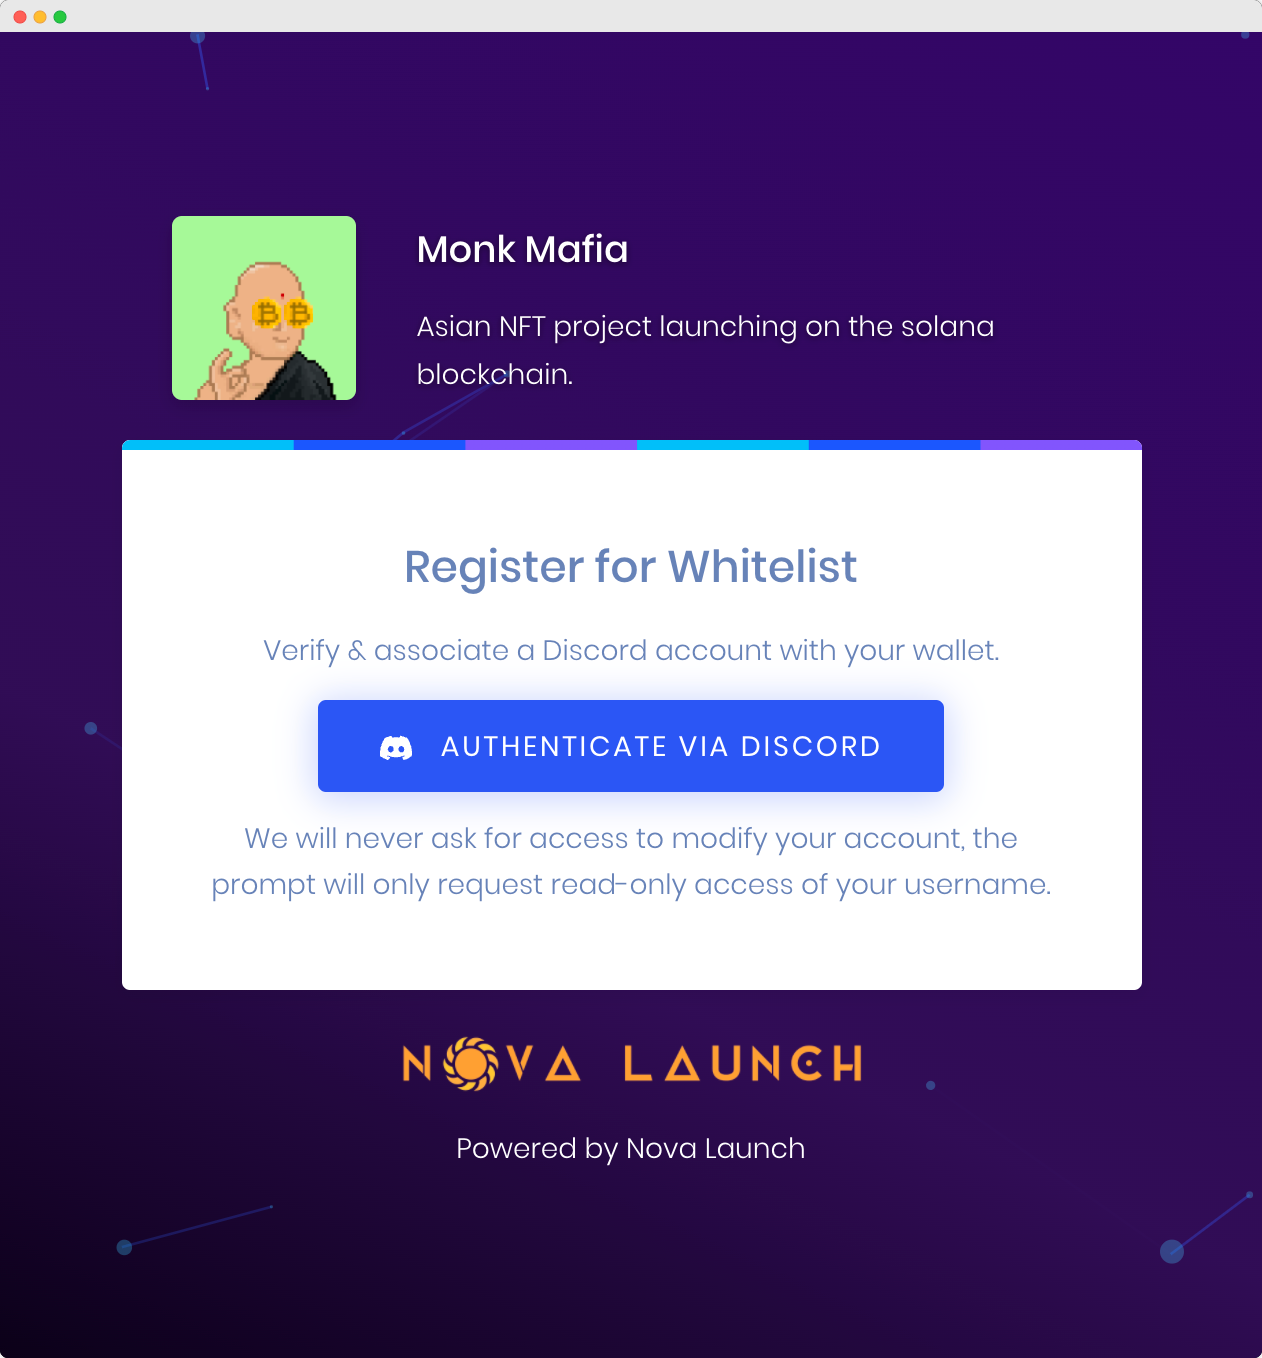 Monk Mafia
Asian NFT project launching on the solana
blockchain.
Register for Whitelist
Verify & associate a Discord account with your wallet.
AUTHENTICATE VIA DISCORD
We will never ask for access to modify your account, the
prompt will only request read-only access of your username.
NOVA LAUNCH
Powered by Nova Launch